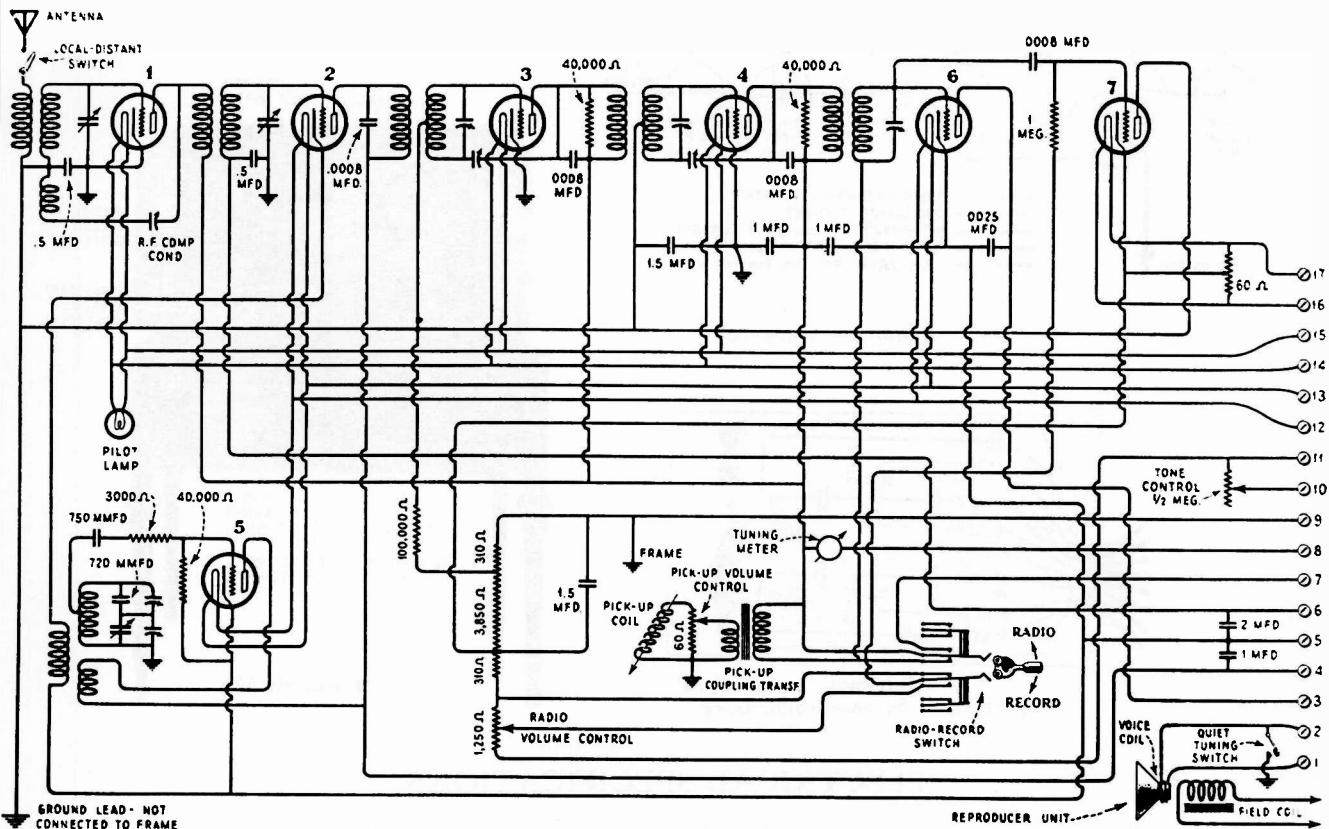 ANTENNA
LOCAL-DISTANT
SWITCH
1
2
3
4
6
7
40,000 Ω
40,000 Ω
0008 MFD
1
MEG.
.5
MFD
.0008
MFD.
0008
MFD
0008
MFD.
.5 MFD
R.F. COMP
COND
1.5 MFD
1 MFD
1 MFD
0025
MFD
60 Ω
17
16
15
14
13
12
11
10
9
8
7
6
5
4
3
2
1
PILOT
LAMP
TONE
CONTROL
½ MEG.
3000 Ω
40,000 Ω
750 MMFD
5
720 MMFD
100,000 Ω
310 Ω
3,850 Ω
310 Ω
1,250 Ω
1.5
MFD.
FRAME
TUNING
METER
PICK-UP VOLUME
CONTROL
PICK-UP
COIL
60 Ω
PICK-UP
COUPLING TRANSF
RADIO
RECORD
RADIO
VOLUME CONTROL
RADIO-RECORD
SWITCH
2 MFD
1 MFD
VOICE
COIL
QUIET
TUNING
SWITCH
REPRODUCER UNIT
FIELD COIL
GROUND LEAD - NOT
CONNECTED TO FRAME